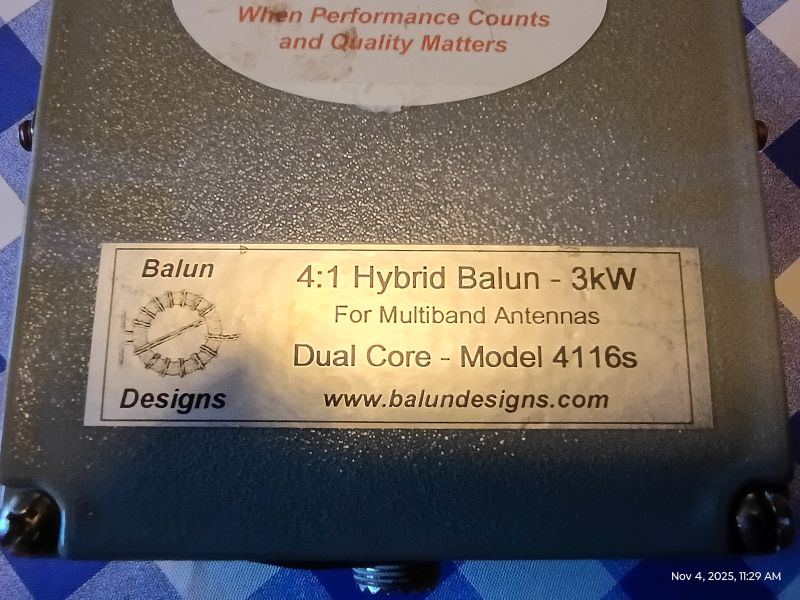 When Performance Counts
and Quality Matters
Balun
4:1 Hybrid Balun - 3kW
For Multiband Antennas
Dual Core - Model 4116s
Designs
www.balundesigns.com
Nov 4, 2025, 11:29 AM